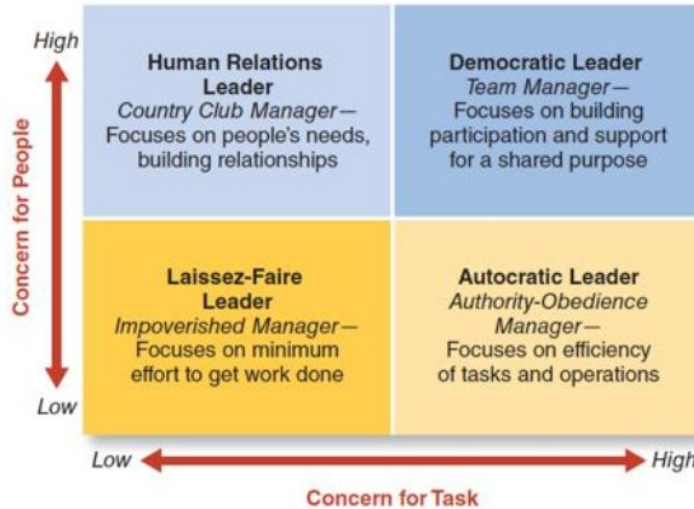 High
Concern for People
Low
Human Relations
Leader
Country Club Manager—
Focuses on people's needs,
building relationships
Democratic Leader
Team Manager—
Focuses on building
participation and support
for a shared purpose
Laissez-Faire
Leader
Impoverished Manager—
Focuses on minimum
effort to get work done
Autocratic Leader
Authority-Obedience
Manager—
Focuses on efficiency
of tasks and operations
Low
High
Concern for Task